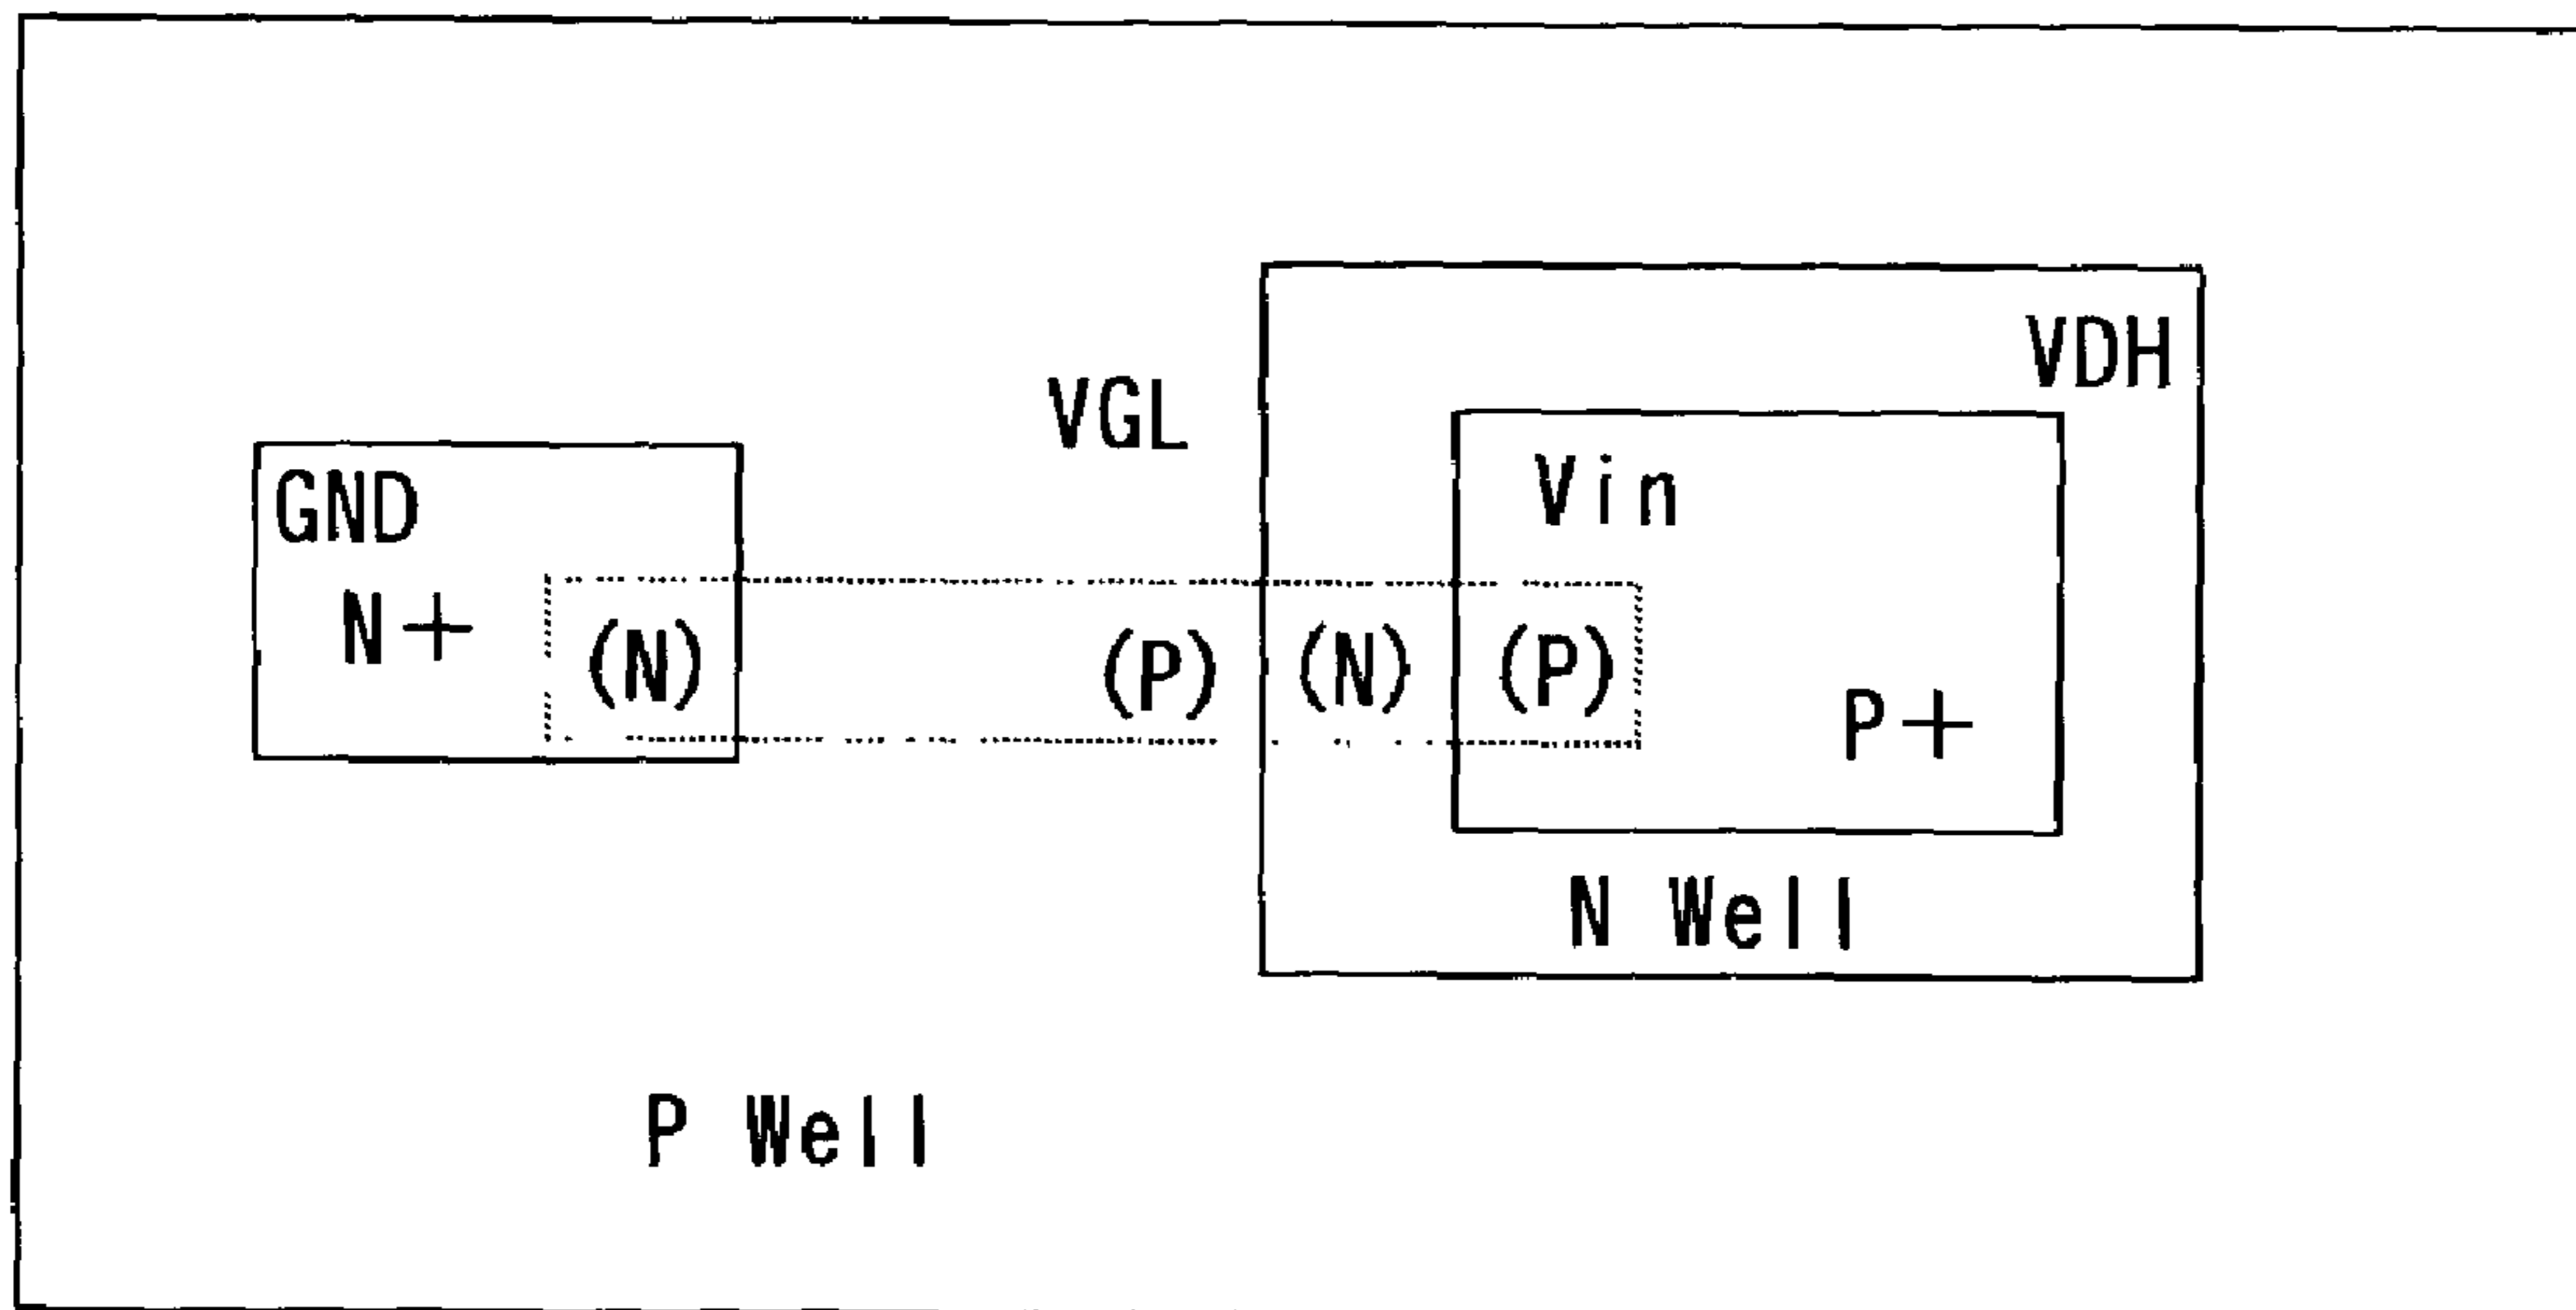 VDH
VGL
Vin
GND
N+
(N)
(P)
(N)
(P)
P+
N Well
P Well